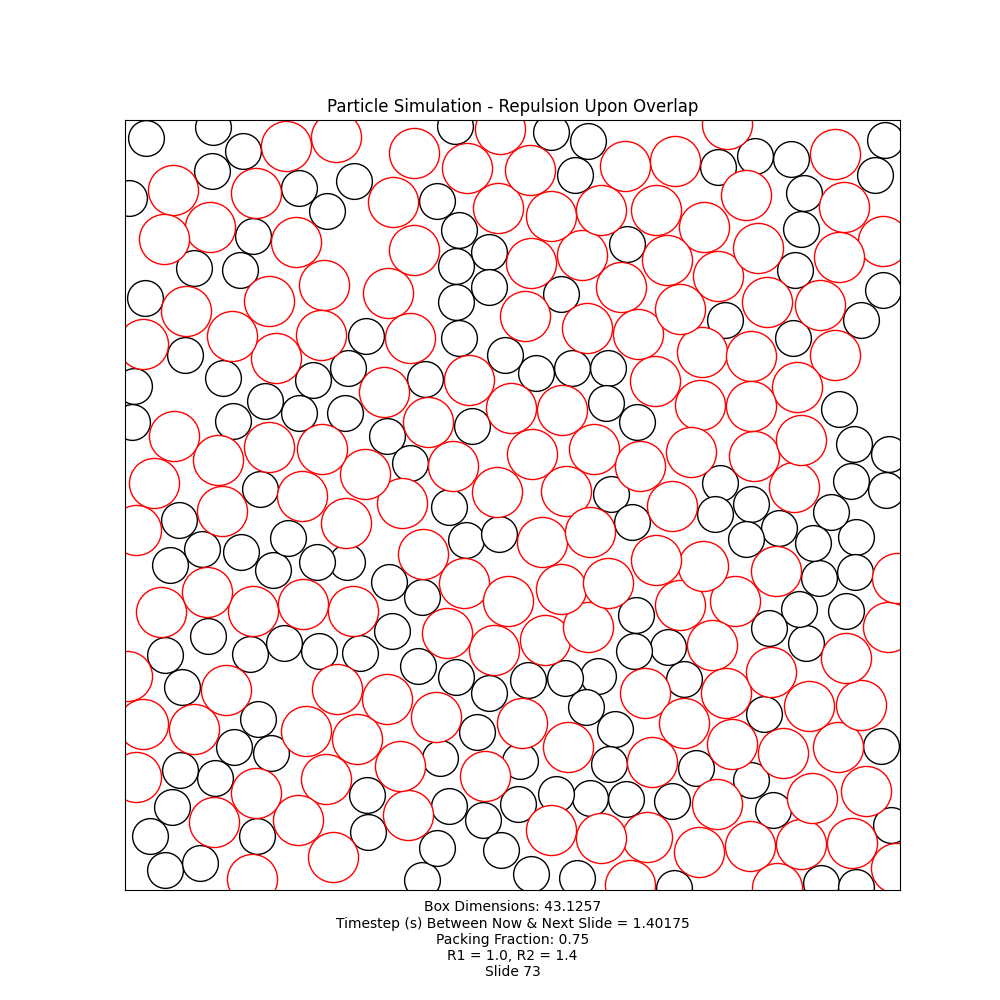 Particle Simulation - Repulsion Upon Overlap
Box Dimensions: 43.1257
Timestep (s) Between Now & Next Slide = 1.40175
Packing Fraction: 0.75
R1 = 1.0, R2 = 1.4
Slide 73